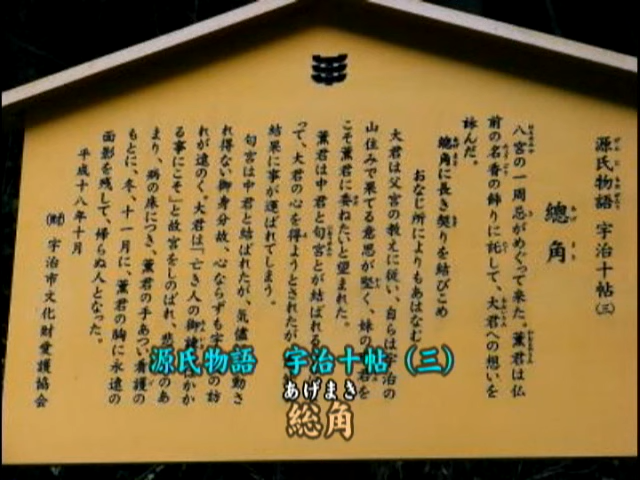 源氏物語 宇治十帖(三)
總角
八宮の一周忌がめぐって来た。薫君は仏
前の名香の飾りに託して、大君への想いを
詠んだ。
總角に長き契りを結びこめ
おなじ所によりもあはなむ
大君は父宮の教えに従い、自らは宇治の
山住みで果てる意思が堅く、妹の君を
こそ薫君に委ねたいと望まれた。
薫君は中君と匂宮とが結ばれる
って、大君の心を得ようとされたが、
結果に事が運ばれてしまう。
匂宮は中君と結ばれたが、気儘動さ
れ得ない御身分故、心ならずも宇の訪
れが遠のく。大君は「亡き人の御諫はかか
る事にこそ」と故宮をしのばれ、悲のあ
まり、病の床につき、薫君の手あつい看護の
もとに、冬、十一月に、薫君の胸に永遠の
面影を残して、帰らぬ人となった。
平成十八年十月
(財)宇治市文化財愛護協会
源氏物語 宇治十帖(三)
あげまき
総角